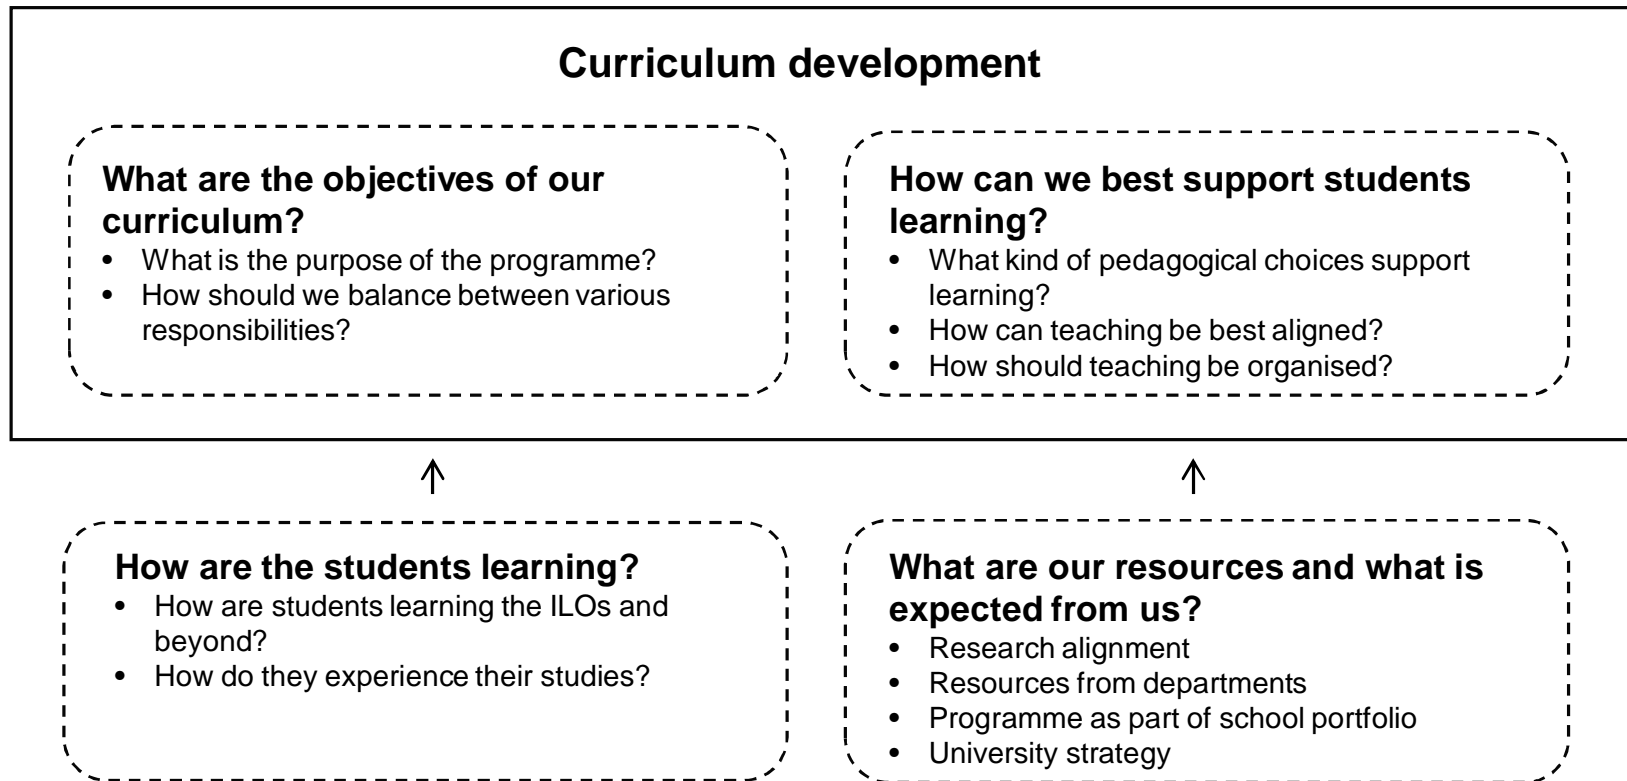 Curriculum development
What are the objectives of our
curriculum?
• What is the purpose of the programme?
• How should we balance between various
responsibilities?
How can we best support students
learning?
• What kind of pedagogical choices support
learning?
• How can teaching be best aligned?
• How should teaching be organised?
How are the students learning?
• How are students learning the ILOs and
beyond?
• How do they experience their studies?
What are our resources and what is
expected from us?
• Research alignment
• Resources from departments
• Programme as part of school portfolio
• University strategy